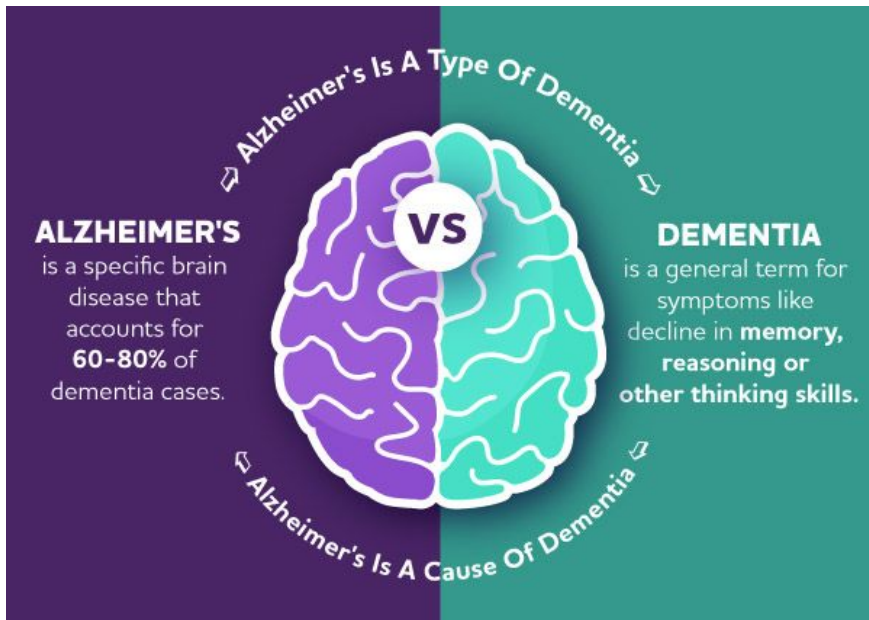 Alzheimer's Is A Type Of Dementia
VS
ALZHEIMER'S
is a specific brain
disease that
accounts for
60-80% of
dementia cases.
DEMENTIA
is a general term for
symptoms like
decline in memory,
reasoning or
other thinking skills.
Alzheimer's Is A Cause Of Dementia